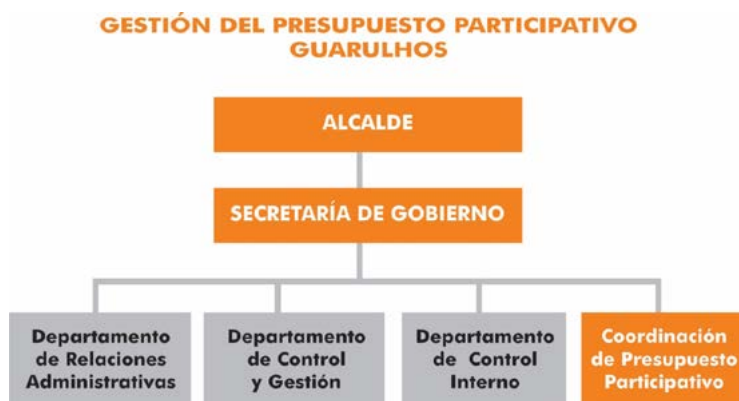 GESTIÓN DEL PRESUPUESTO PARTICIPATIVO
GUARULHOS
ALCALDE
SECRETARÍA DE GOBIERNO
Departamento
de Relaciones
Administrativas
Departamento
de Control
y Gestión
Departamento
de Control
Interno
Coordinación
de Presupuesto
Participativo